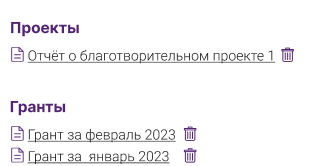 Проекты
Отчёт о благотворительном проекте 1
Гранты
Грант за февраль 2023
Грант за  январь 2023